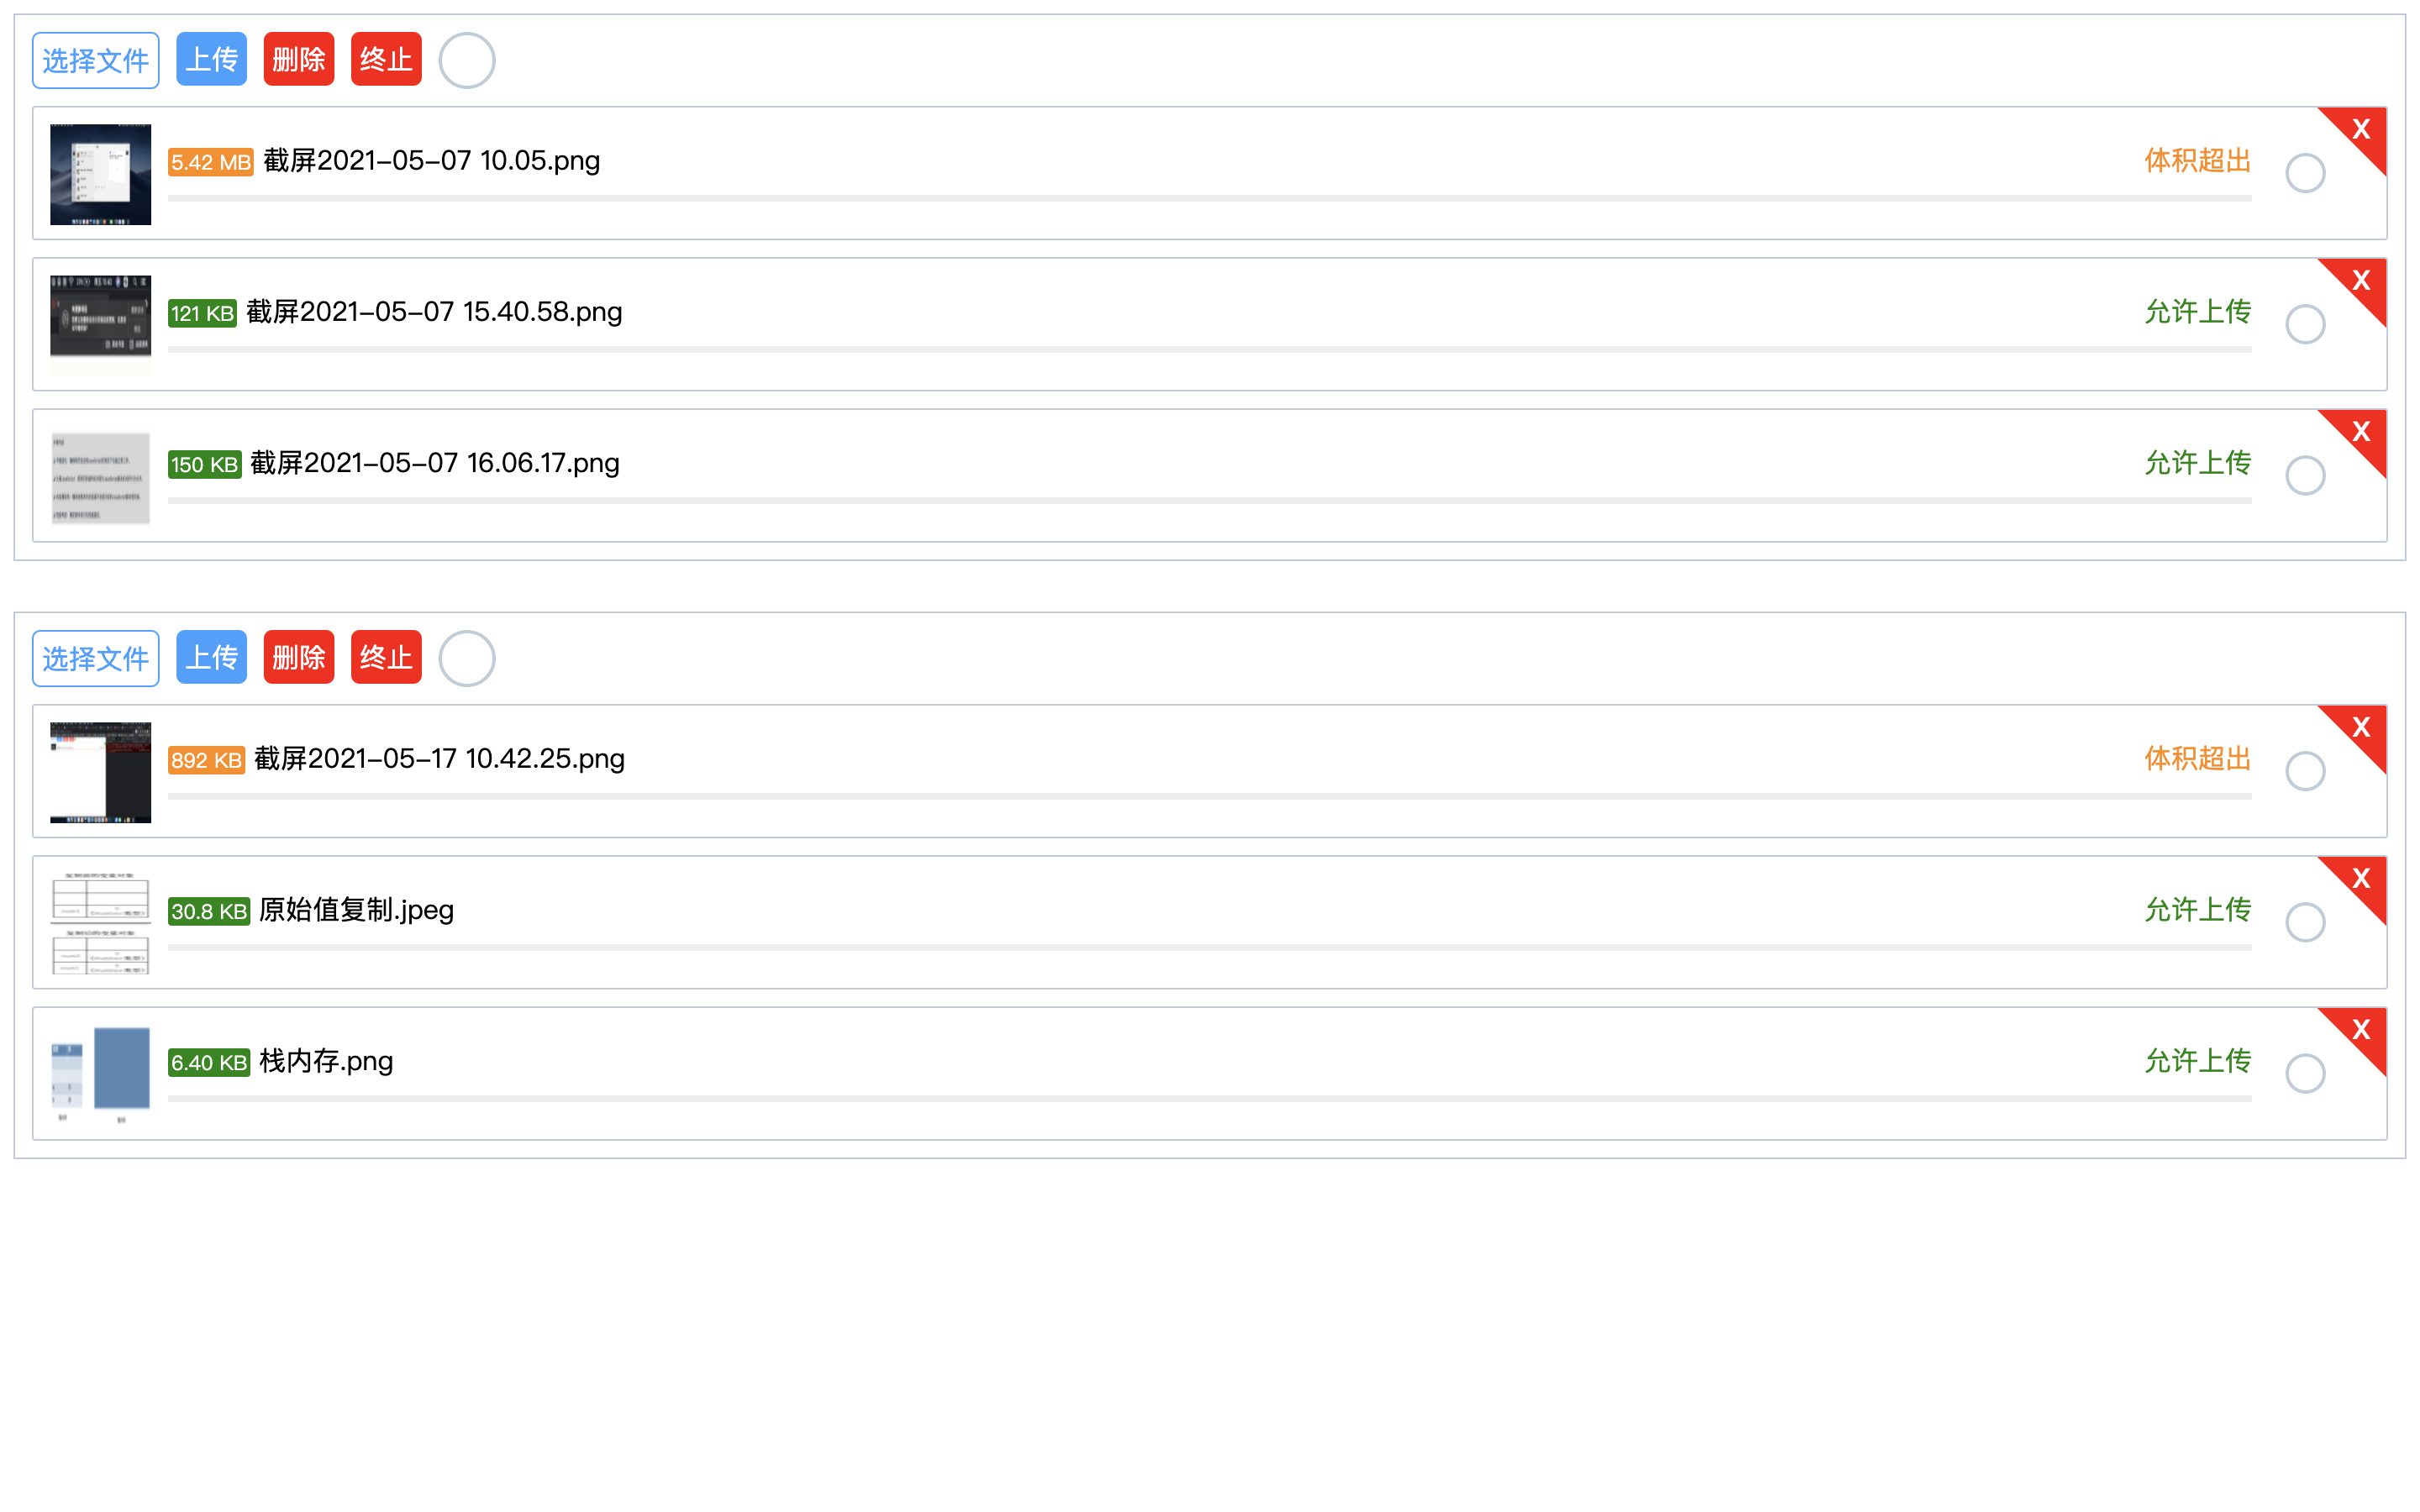 选择文件 上传 删除 终止
5.42 MB 截屏2021-05-07 10.05.png 体积超出 X
121 KB 截屏2021-05-07 15.40.58.png 允许上传 X
150 KB 截屏2021-05-07 16.06.17.png 允许上传 X
选择文件 上传 删除 终止
892 KB 截屏2021-05-17 10.42.25.png 体积超出 X
30.8 KB 原始值复制.jpeg 允许上传 X
6.40 KB 栈内存.png 允许上传 X